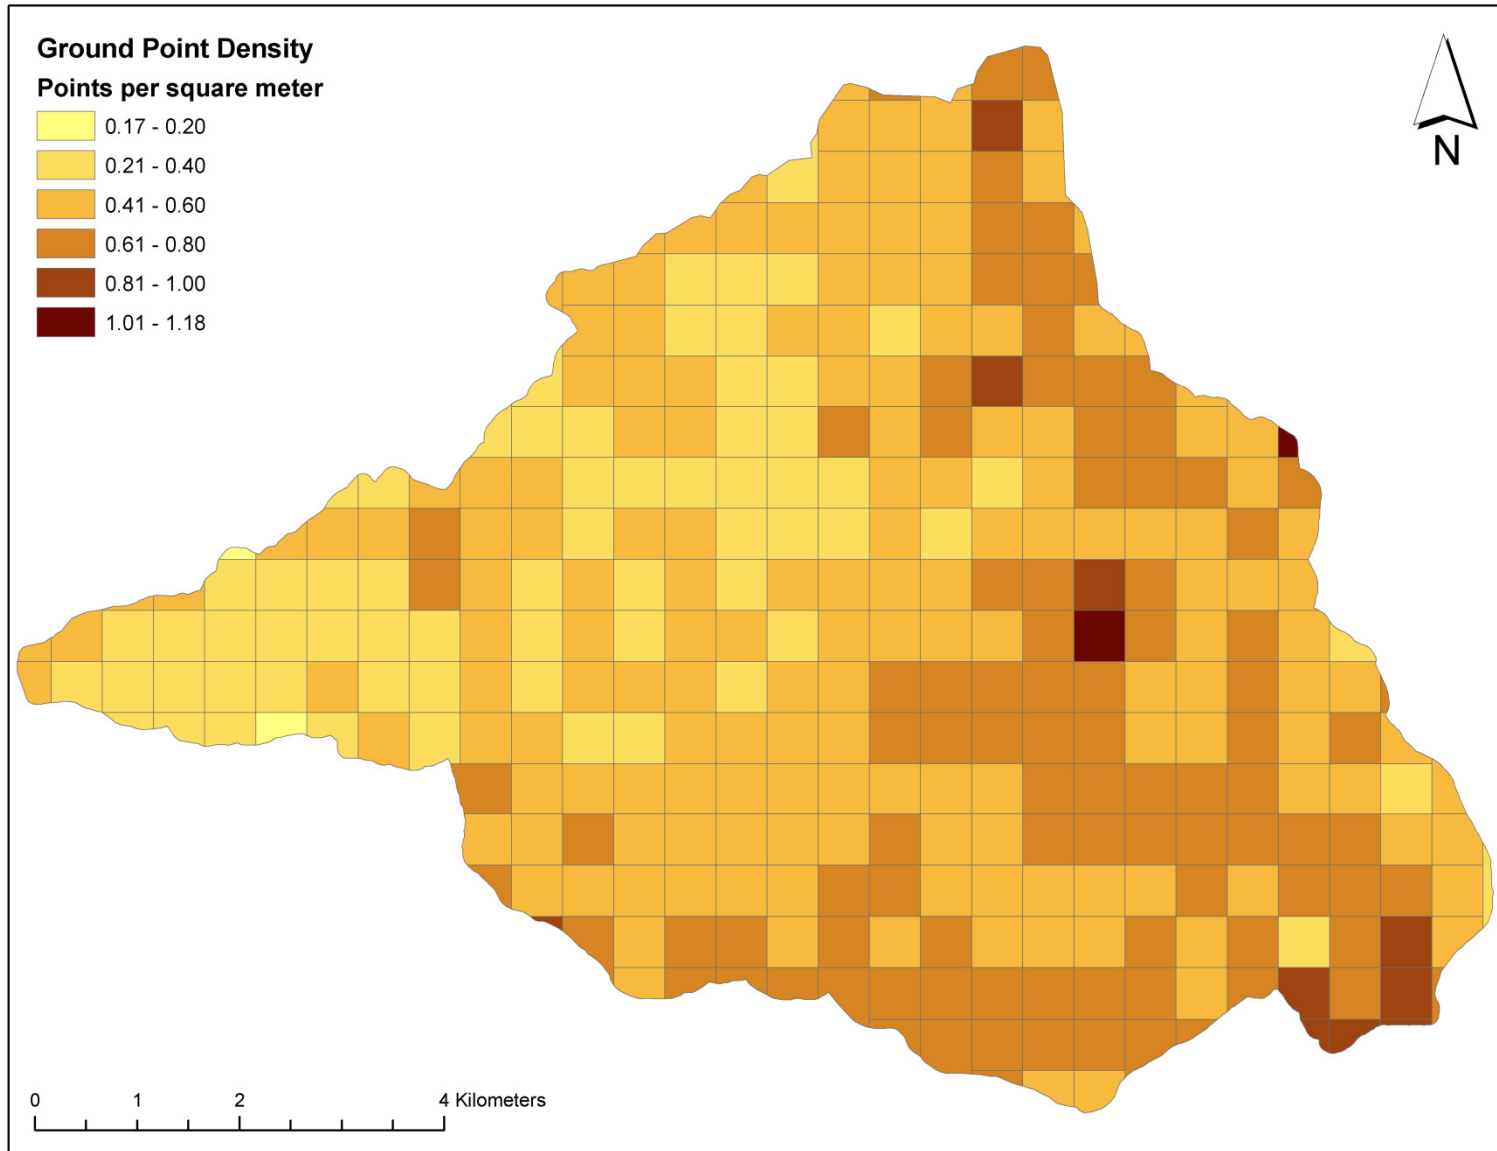 Ground Point Density
Points per square meter
0.17 - 0.20
0.21 - 0.40
0.41 - 0.60
0.61 - 0.80
0.81 - 1.00
1.01 - 1.18
N
0 1 2 4 Kilometers